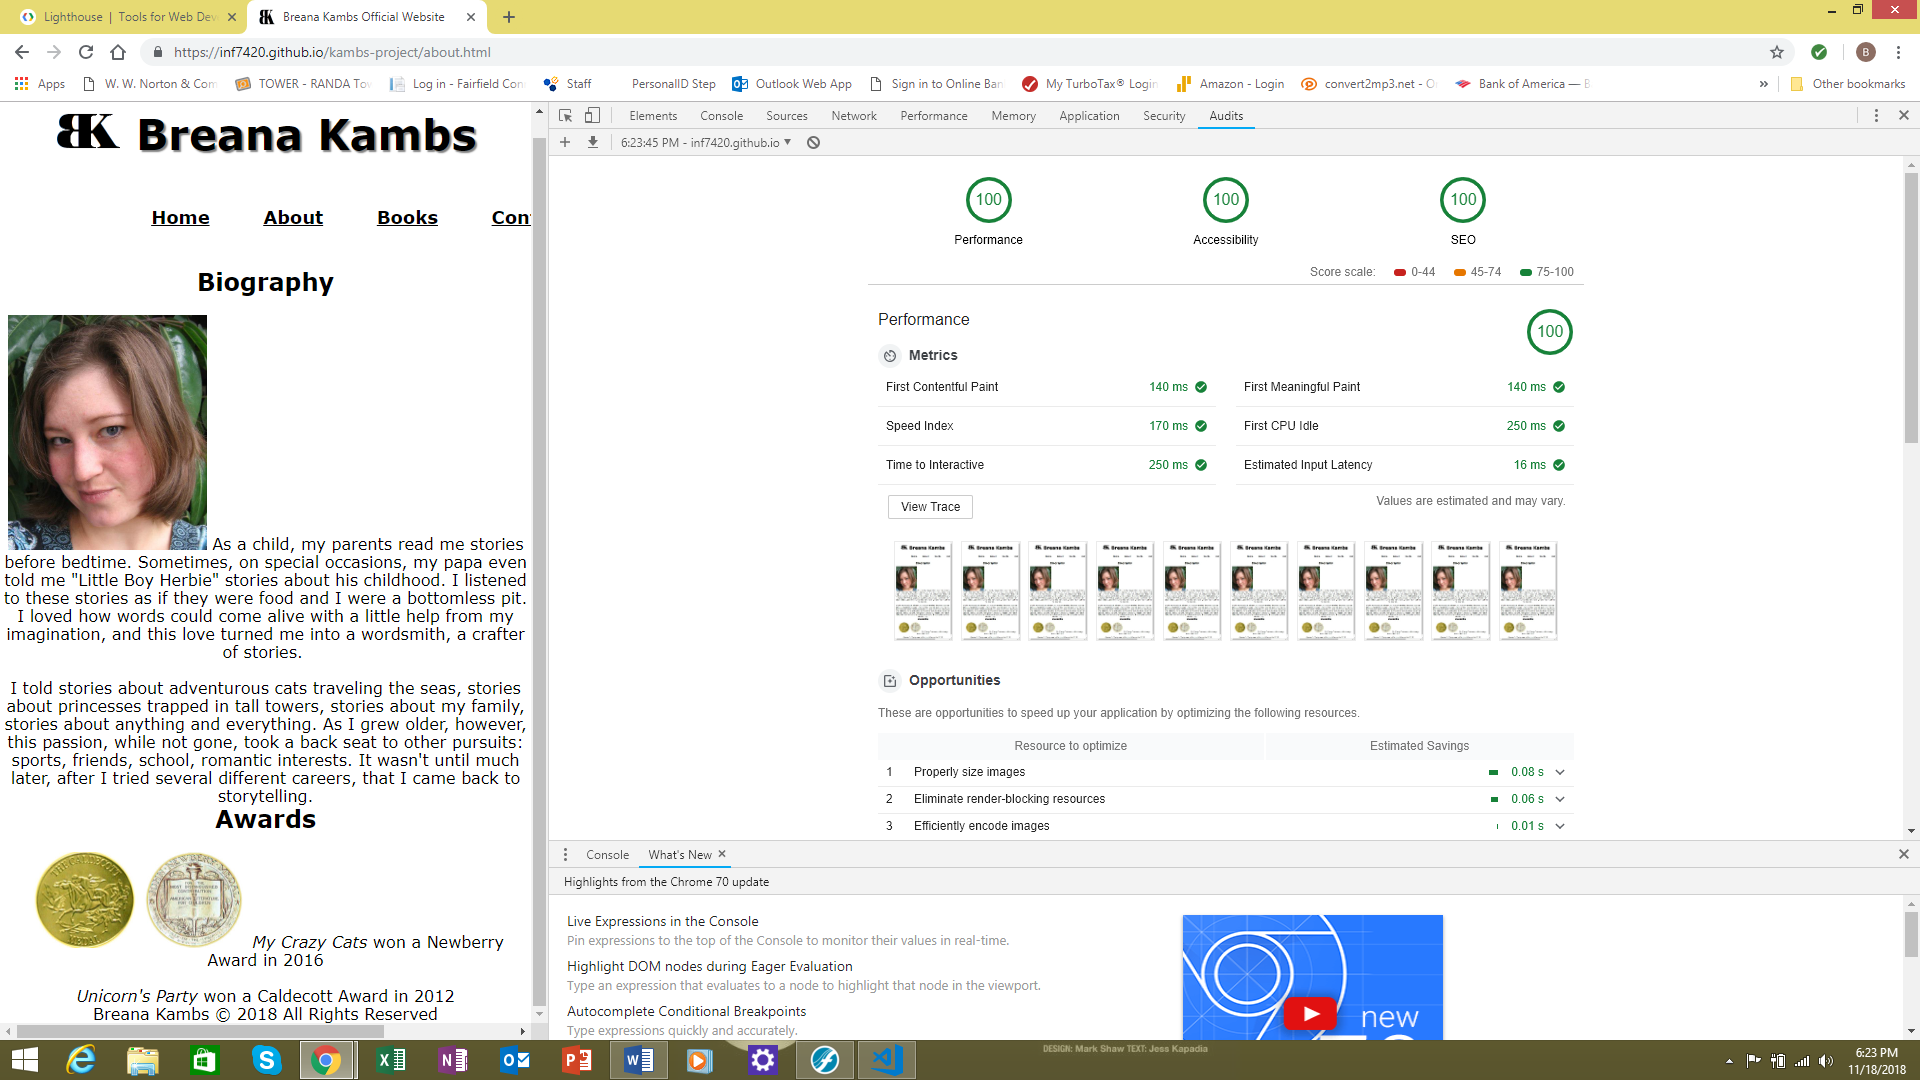 Lighthouse | Tools for Web Dev
Breana Kambs Official Website
https://inf7420.github.io/kambs-project/about.html
B
Apps
W. W. Norton & Com
TOWER - RANDA Tow
Log in - Fairfield Con
Staff
PersonalID Step
Outlook Web App
Sign in to Online Ban
My TurboTax® Login
Amazon - Login
convert2mp3.net - O
Bank of America — B
»
Other bookmarks
BK Breana Kambs
Home About Books Con
Biography
As a child, my parents read me stories
before bedtime. Sometimes, on special occasions, my papa even
told me "Little Boy Herbie" stories about his childhood. I listened
to these stories as if they were food and I were a bottomless pit.
I loved how words could come alive with a little help from my
imagination, and this love turned me into a wordsmith, a crafter
of stories.
I told stories about adventurous cats traveling the seas, stories
about princesses trapped in tall towers, stories about my family,
stories about anything and everything. As I grew older, however,
this passion, while not gone, took a back seat to other pursuits:
sports, friends, school, romantic interests. It wasn't until much
later, after I tried several different careers, that I came back to
storytelling.
Awards
My Crazy Cats won a Newberry
Award in 2016
Unicorn's Party won a Caldecott Award in 2012
Breana Kambs © 2018 All Rights Reserved
Elements Console Sources Network Performance Memory Application Security Audits
6:23:45 PM - inf7420.github.io
100 100 100
Performance Accessibility SEO
Score scale: 0-44 45-74 75-100
Performance 100
Metrics
First Contentful Paint 140 ms First Meaningful Paint 140 ms
Speed Index 170 ms First CPU Idle 250 ms
Time to Interactive 250 ms Estimated Input Latency 16 ms
View Trace
Values are estimated and may vary.
Opportunities
These are opportunities to speed up your application by optimizing the following resources.
Resource to optimize Estimated Savings
1 Properly size images 0.08 s
2 Eliminate render-blocking resources 0.06 s
3 Efficiently encode images 0.01 s
Console What's New
Highlights from the Chrome 70 update
Live Expressions in the Console
Pin expressions to the top of the Console to monitor their values in real-time.
Highlight DOM nodes during Eager Evaluation
Type an expression that evaluates to a node to highlight that node in the viewport.
Autocomplete Conditional Breakpoints
Type expressions quickly and accurately.
new
DESIGN: Mark Shaw TEXT: Jess Kapadia
6:23 PM
11/18/2018